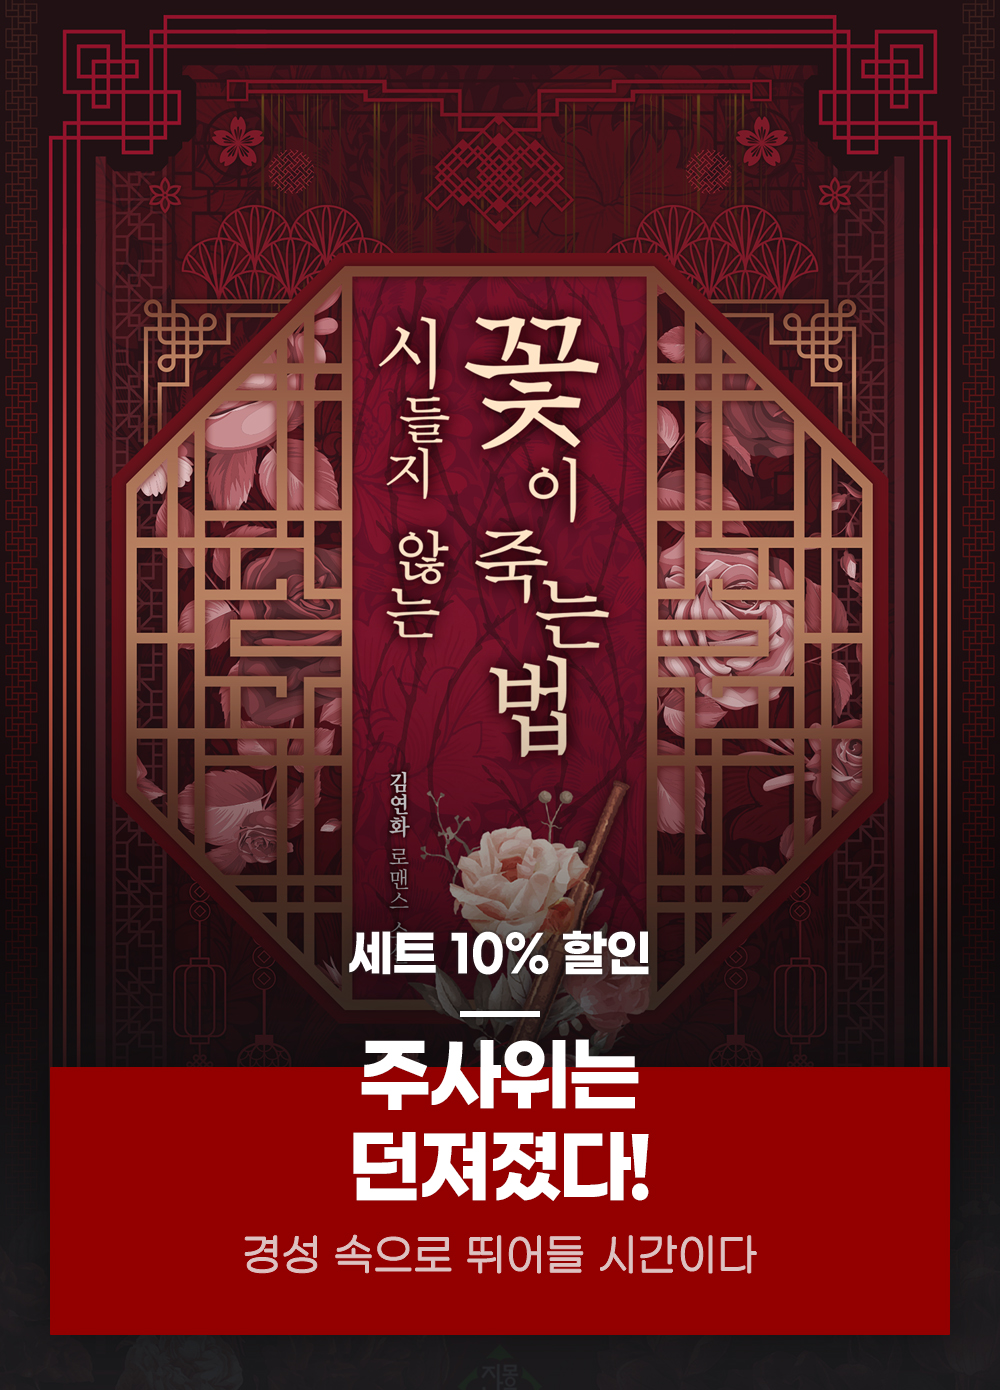 시들지 않는
꽃이 죽는 법
김연화 로맨스
세트 10% 할인
주사위는
던져졌다!
경성 속으로 뛰어들 시간이다
지몽